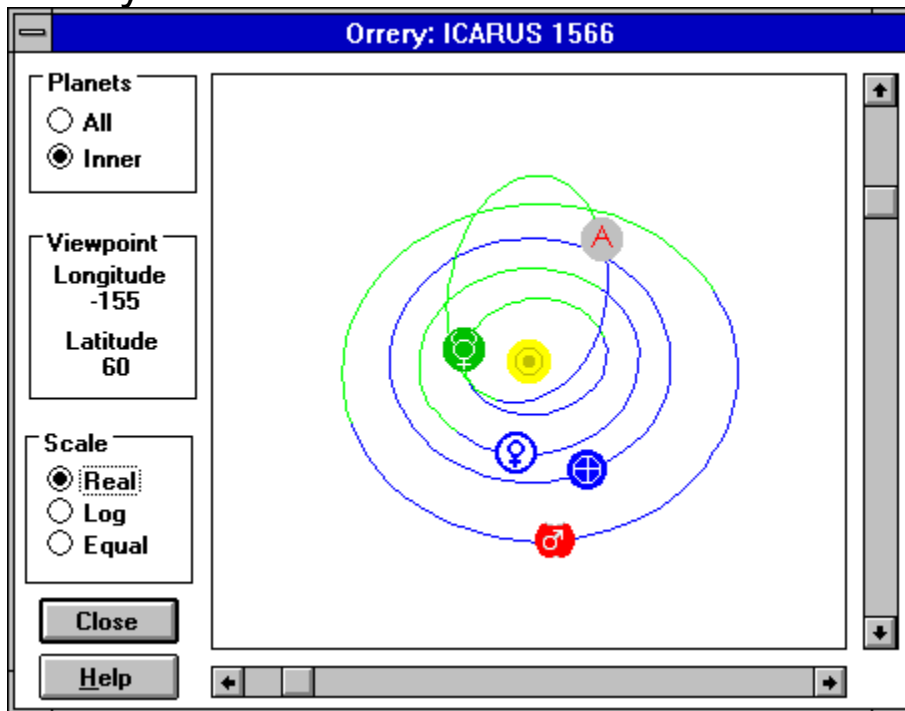 Orrery: ICARUS 1566
Planets
All
Inner
Viewpoint
Longitude
-155
Latitude
60
Scale
Real
Log
Equal
Close
Help
A